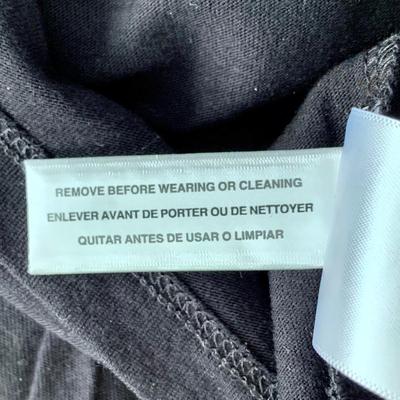 REMOVE BEFORE WEARING OR CLEANING
ENLEVER AVANT DE PORTER OU DE NETTOYER
QUITAR ANTES DE USAR O LIMPIAR